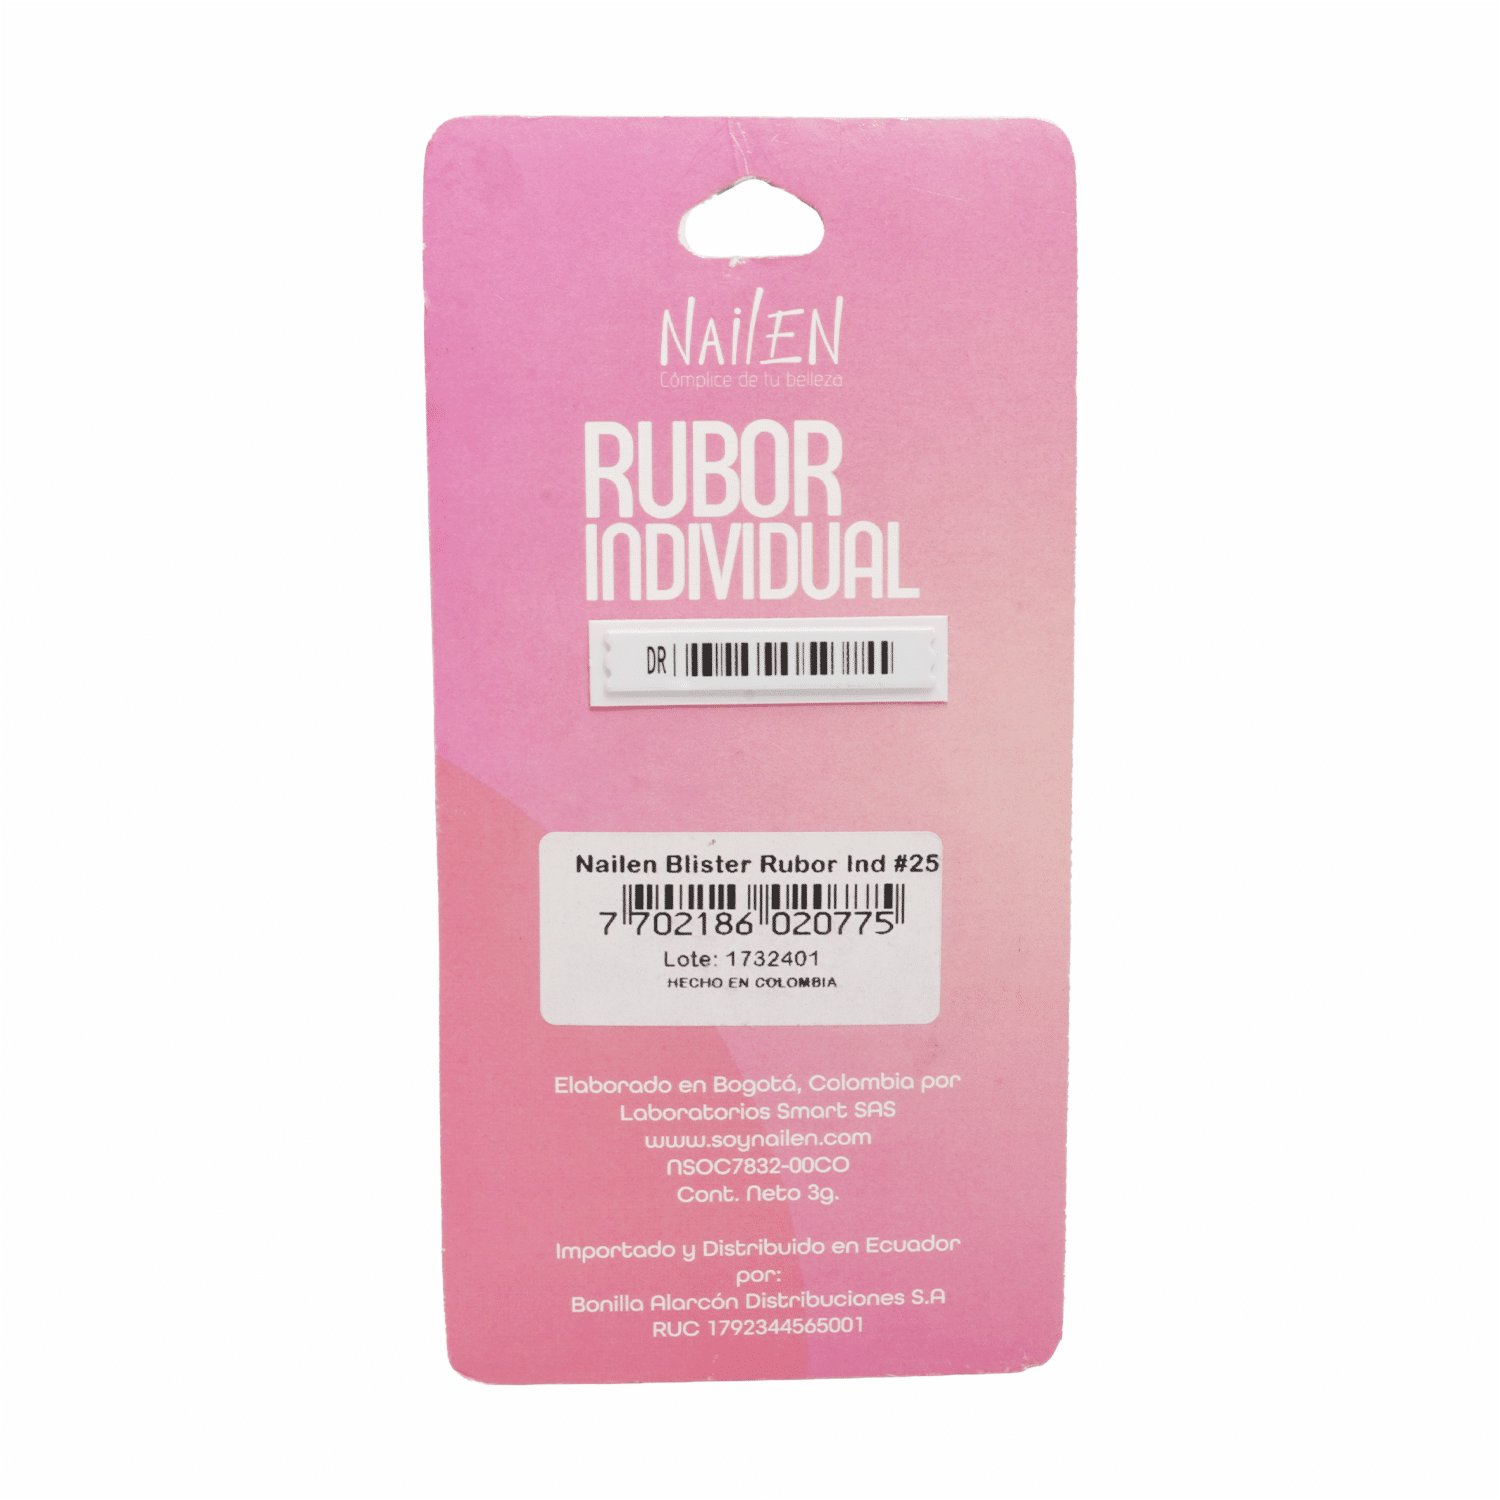 NAilEN
Cómplice de tu belleza
RUBOR
INDIVIDUAL
DR
Nailen Blister Rubor Ind #25
7 702186 020775
Lote: 1732401
HECHO EN COLOMBIA
Elaborado en Bogotá, Colombia por
Laboratorios Smart SAS
www.soynailen.com
NSOC7832-00CO
Cont. Neto 3g.
Importado y Distribuido en Ecuador
por:
Bonilla Alarcón Distribuciones S.A
RUC 1792344565001